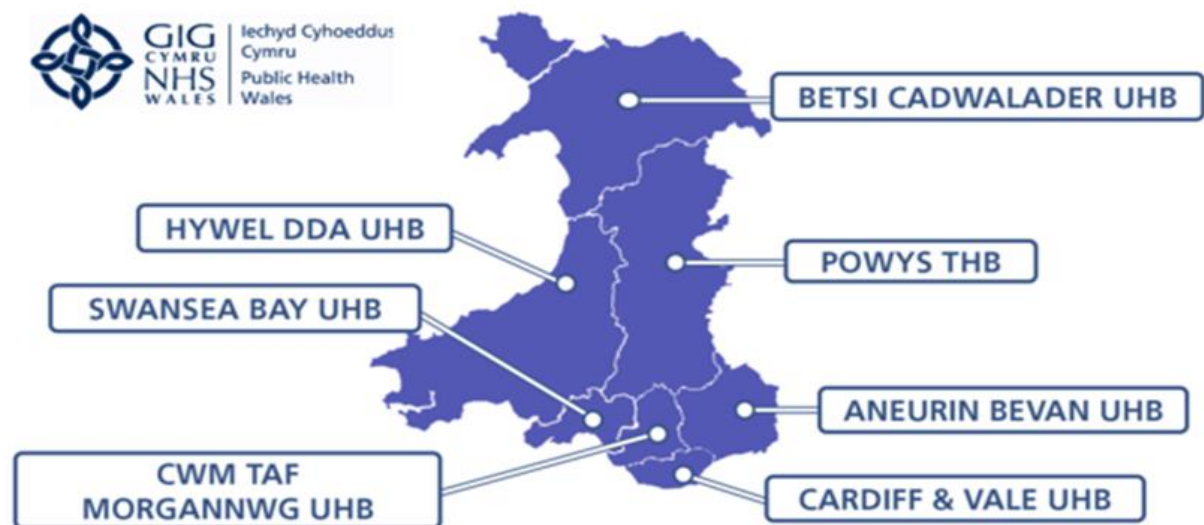 GIG
CYMRU
NHS
WALES
Iechyd Cyhoeddus
Cymru
Public Health
Wales
BETSI CADWALADER UHB
HYWEL DDA UHB
POWYS THB
SWANSEA BAY UHB
ANEURIN BEVAN UHB
CWM TAF
MORGANNWG UHB
CARDIFF & VALE UHB